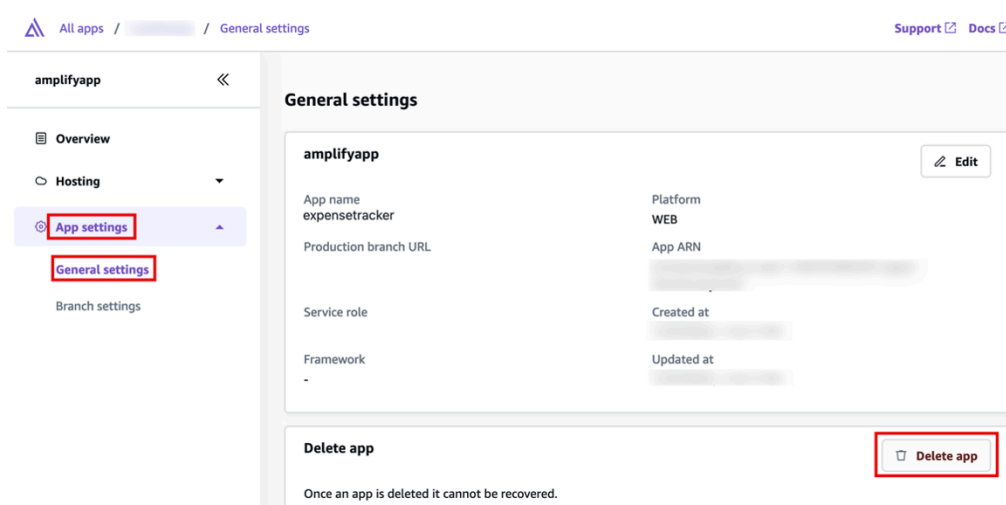 All apps / / General settings
Support Docs
amplifyapp
Overview
Hosting
App settings
General settings
Branch settings
General settings
amplifyapp
Edit
App name
expensetracker
Platform
WEB
Production branch URL
App ARN
Service role
Created at
Framework
-
Updated at
Delete app
Delete app
Once an app is deleted it cannot be recovered.